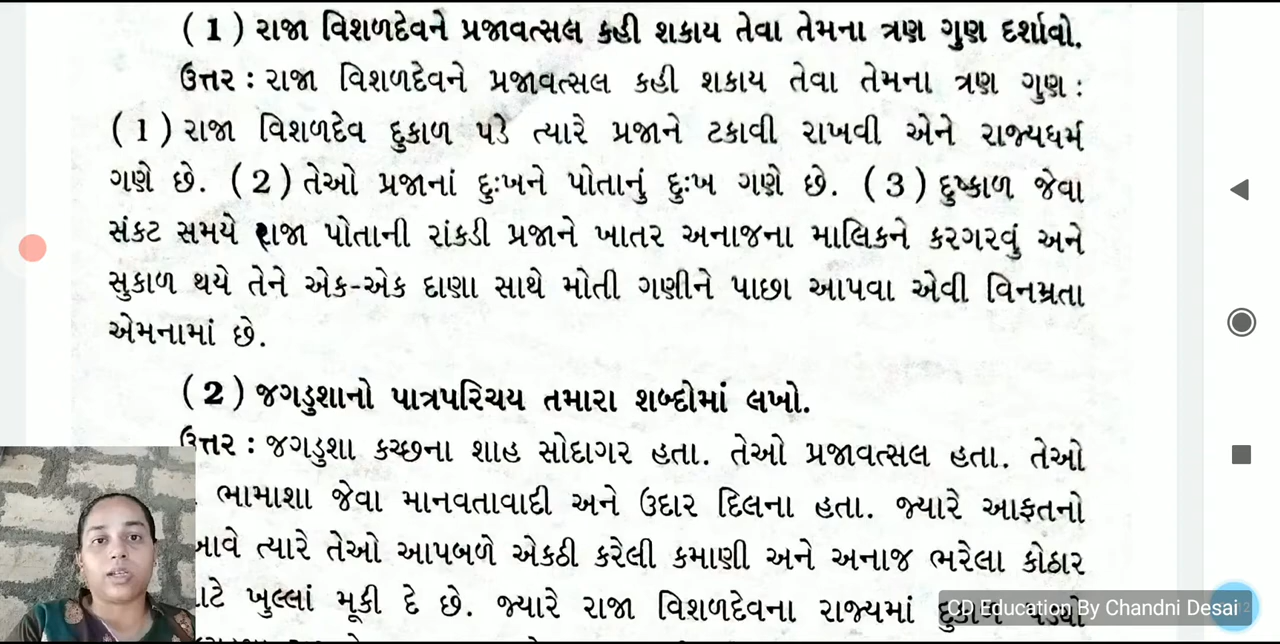 (1) રાજા વિશળદેવને પ્રજાવત્સલ કહી શકાય તેવા તેમના ત્રણ ગુણ દર્શાવો.
ઉત્તર : રાજા વિશળદેવને પ્રજાવત્સલ કહી શકાય તેવા તેમના ત્રણ ગુણ :
(1) રાજા વિશળદેવ દુકાળ પડે ત્યારે પ્રજાને ટકાવી રાખવી એને રાજ્યધર્મ
ગણે છે. (2) તેઓ પ્રજાનાં દુઃખને પોતાનું દુઃખ ગણે છે. (3) દુષ્કાળ જેવા
સંકટ સમયે રાજા પોતાની રાંકડી પ્રજાને ખાતર અનાજના માલિકને કરગરવું અને
સુકાળ થયે તેને એક-એક દાણા સાથે મોતી ગણીને પાછા આપવા એવી વિનમ્રતા
એમનામાં છે.
(2) જગડુશાનો પાત્રપરિચય તમારા શબ્દોમાં લખો.
ઉત્તર : જગડુશા કચ્છના શાહ સોદાગર હતા. તેઓ પ્રજાવત્સલ હતા. તેઓ
ભામાશા જેવા માનવતાવાદી અને ઉદાર દિલના હતા. જ્યારે આફતનો
આવે ત્યારે તેઓ આપબળે એકઠી કરેલી કમાણી અને અનાજ ભરેલા કોઠાર
ખુલ્લાં મૂકી દે છે. જ્યારે રાજા વિશળદેવના રાજ્યમાં દુકાળ પડ્યો
CD Education By Chandni Desai